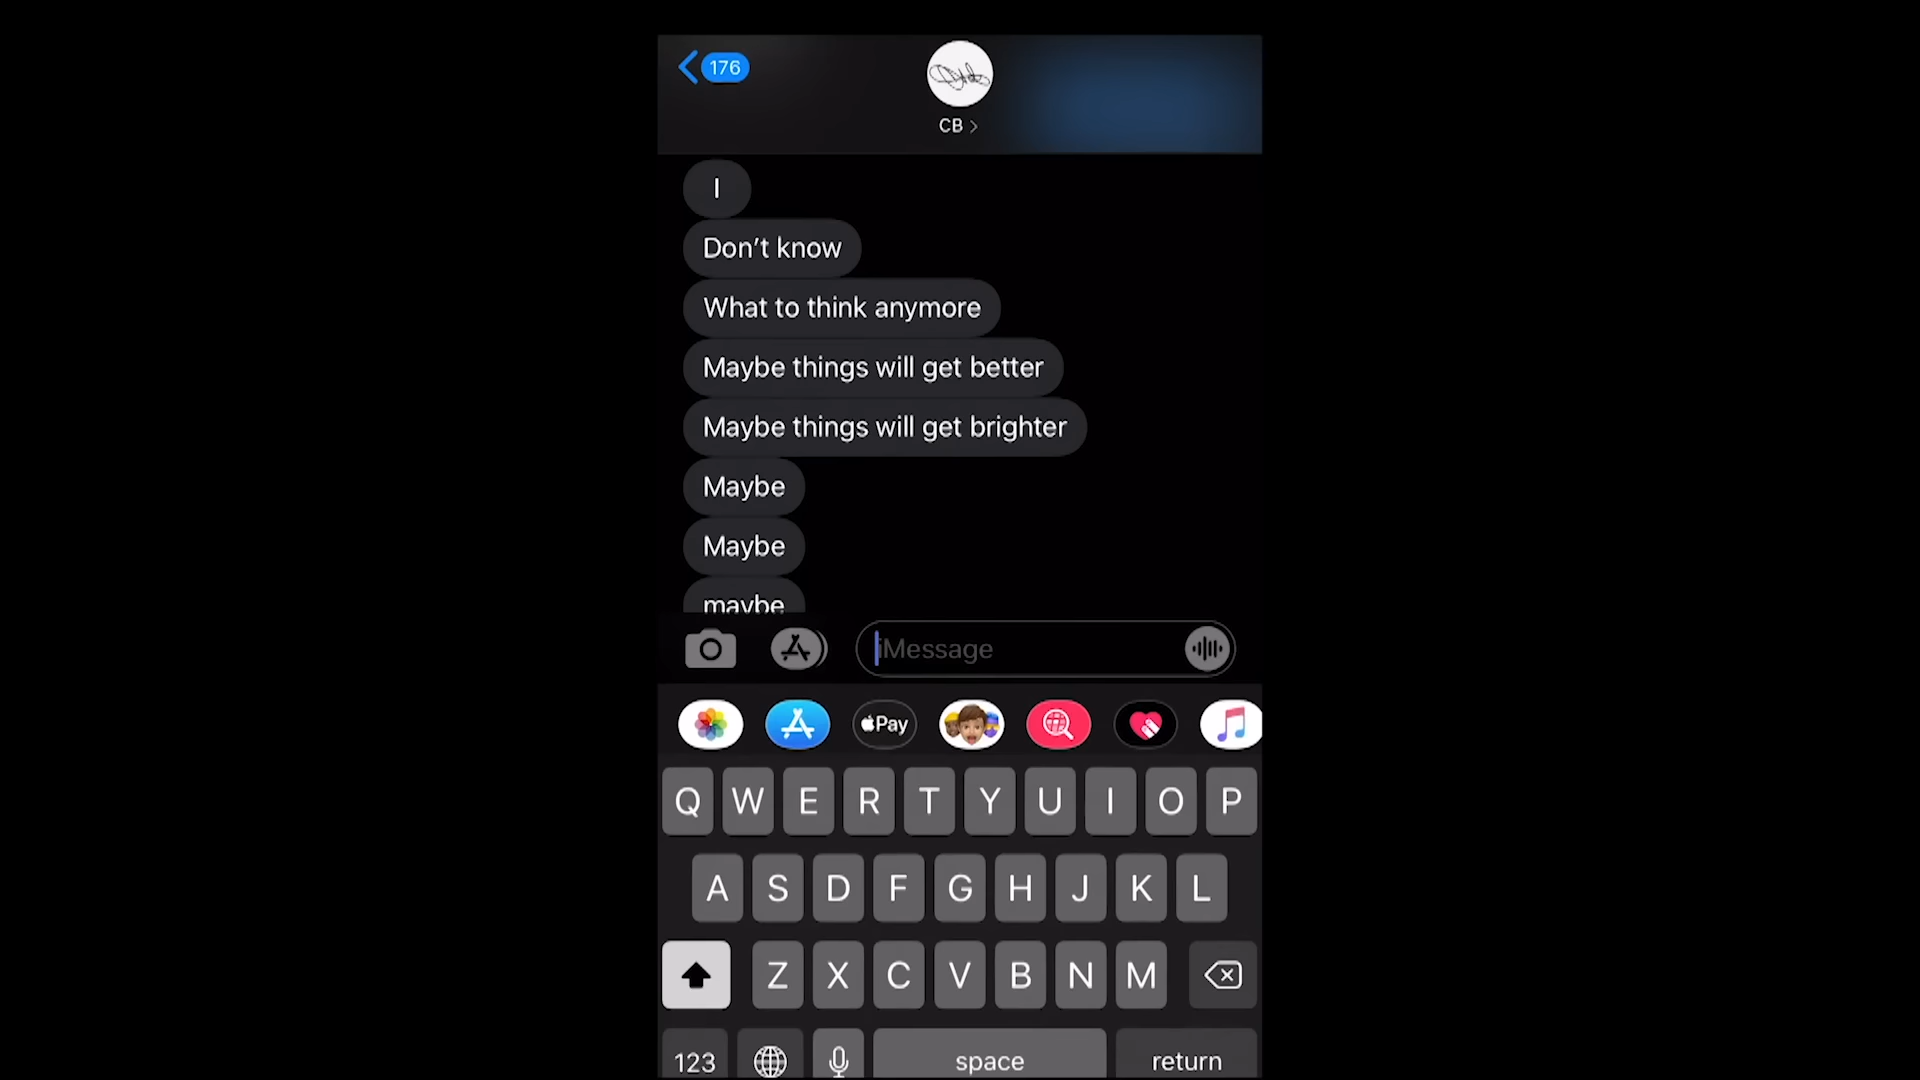 176
CB
I
Don't know
What to think anymore
Maybe things will get better
Maybe things will get brighter
Maybe
Maybe
maybe
iMessage
Pay
Q W E R T Y U I O P
A S D F G H J K L
Z X C V B N M
123 space return